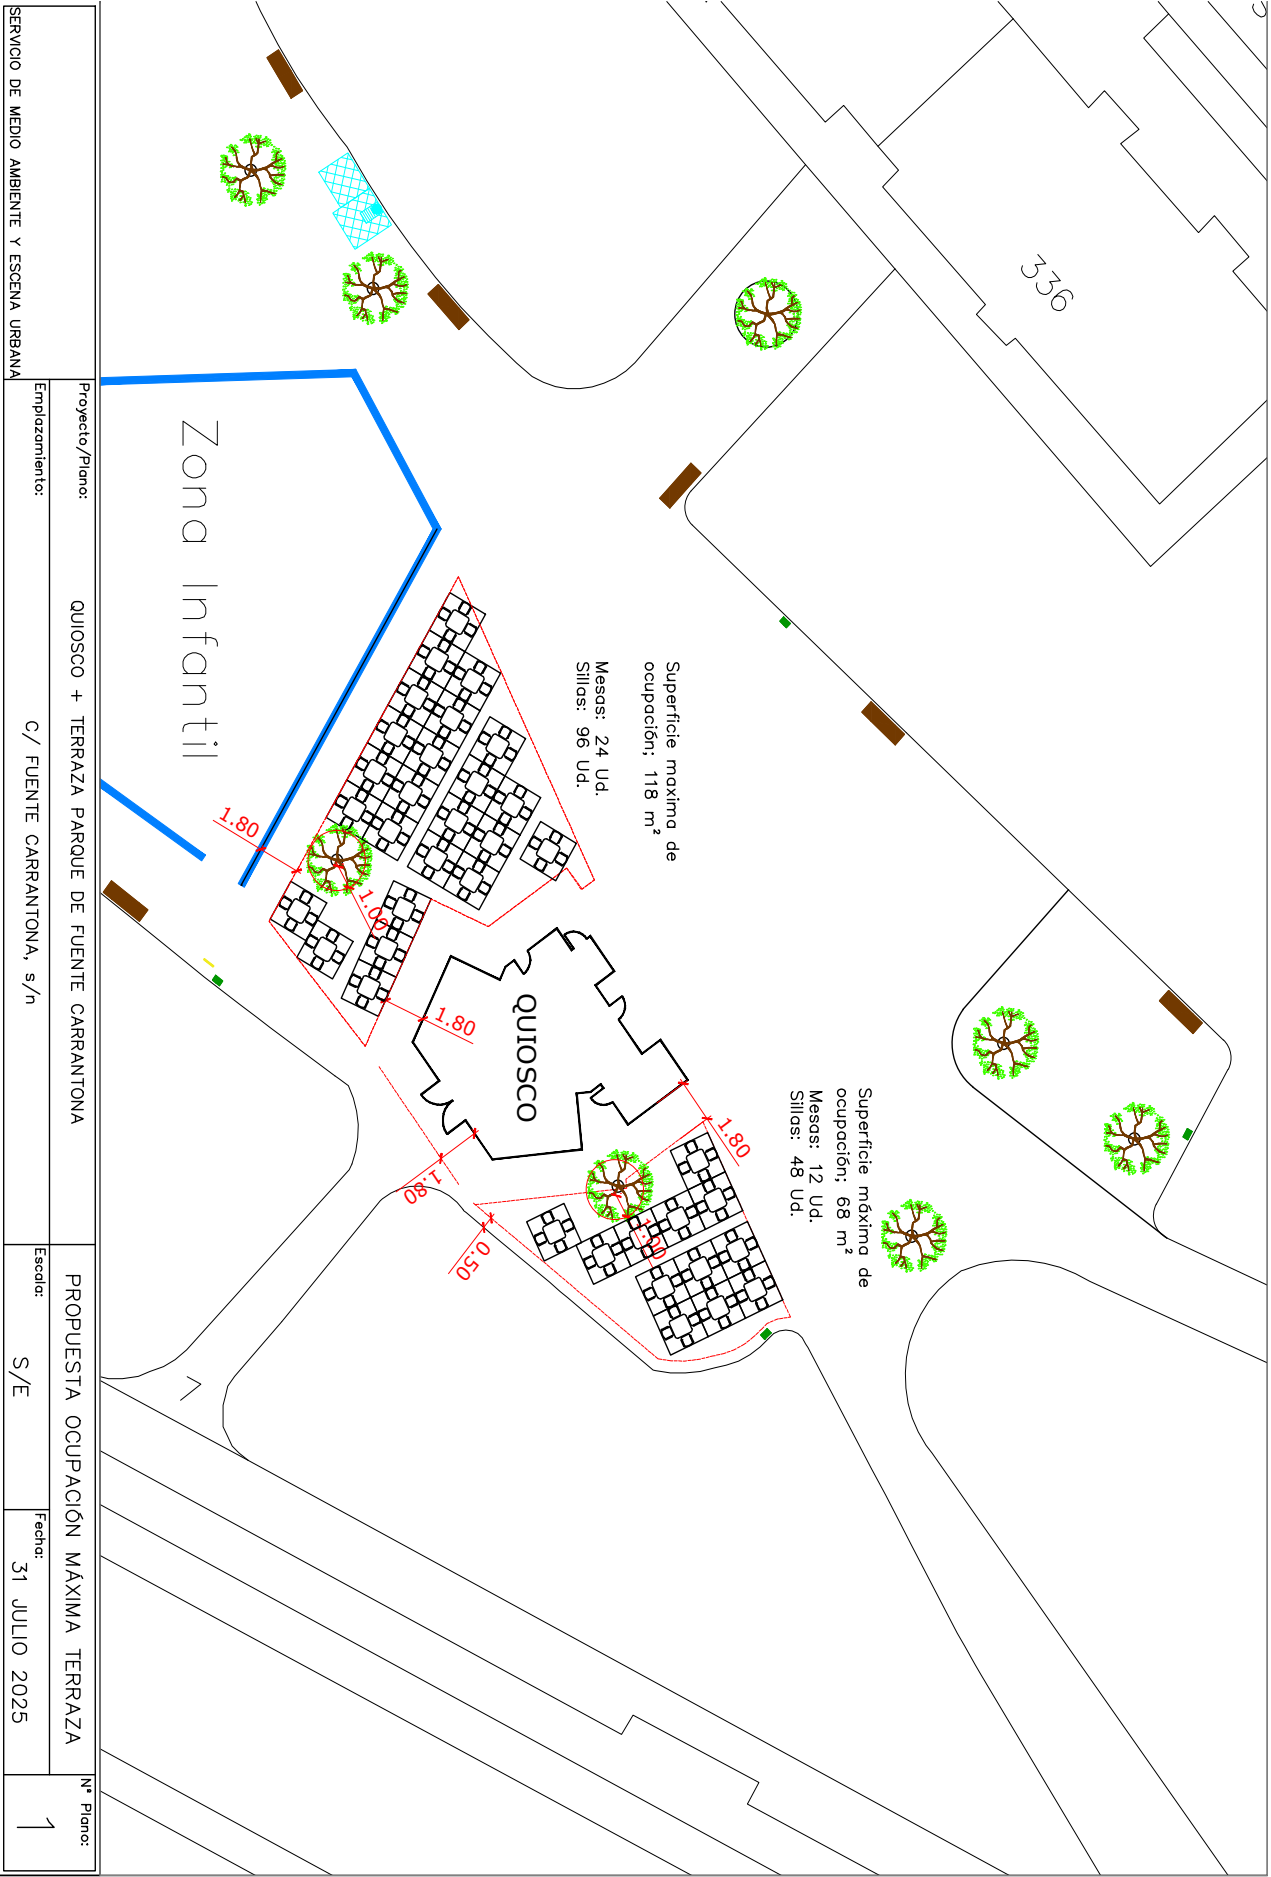 336
Zona Infantil
Superficie maxima de
ocupación; 118 m²
Mesas: 24 Ud.
Sillas: 96 Ud.
QUIOSCO
Superficie máxima de
ocupación; 68 m²
Mesas: 12 Ud.
Sillas: 48 Ud.
1.80
1.00
1.80
1.80
1.80
1.00
0.50
7
SERVICIO DE MEDIO AMBIENTE Y ESCENA URBANA
Proyecto/Plano:
QUIOSCO + TERRAZA PARQUE DE FUENTE CARRANTONA
PROPUESTA OCUPACIÓN MÁXIMA TERRAZA
Emplazamiento:
C/ FUENTE CARRANTONA, s/n
Escala:
S/E
Fecha:
31 JULIO 2025
Nº Plano:
1